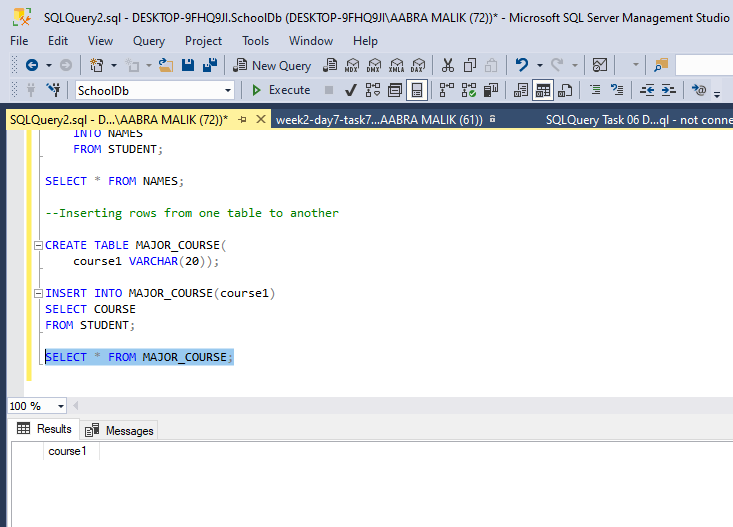 SQLQuery2.sql - DESKTOP-9FHQ9JI.SchoolDb (DESKTOP-9FHQ9JI\AABRA MALIK (72))* - Microsoft SQL Server Management Studio
File Edit View Query Project Tools Window Help
New Query MDX DMX XMLA DAX
SchoolDb Execute
SQLQuery2.sql - D...\AABRA MALIK (72))* week2-day7-task7...AABRA MALIK (61)) SQLQuery Task 06 D...ql - not conne
INTO NAMES
FROM STUDENT;
SELECT * FROM NAMES;
--Inserting rows from one table to another
CREATE TABLE MAJOR_COURSE(
course1 VARCHAR(20));
INSERT INTO MAJOR_COURSE(course1)
SELECT COURSE
FROM STUDENT;
SELECT * FROM MAJOR_COURSE;
100 %
Results Messages
course1